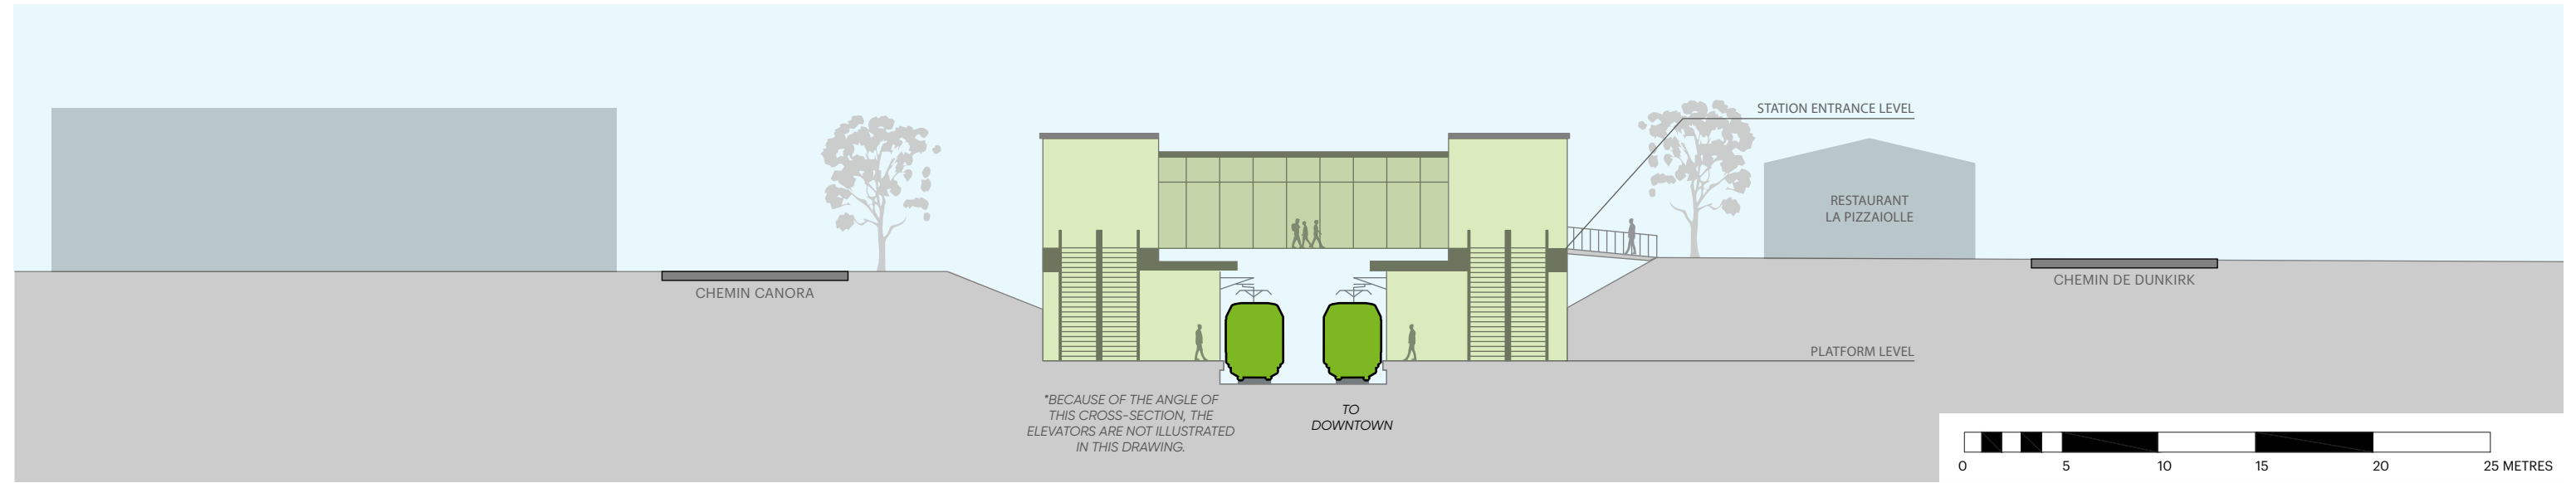 STATION ENTRANCE LEVEL
RESTAURANT
LA PIZZAIOLLE
CHEMIN CANORA
CHEMIN DE DUNKIRK
PLATFORM LEVEL
*BECAUSE OF THE ANGLE OF
THIS CROSS-SECTION, THE
ELEVATORS ARE NOT ILLUSTRATED
IN THIS DRAWING.
TO
DOWNTOWN
0 5 10 15 20 25 METRES